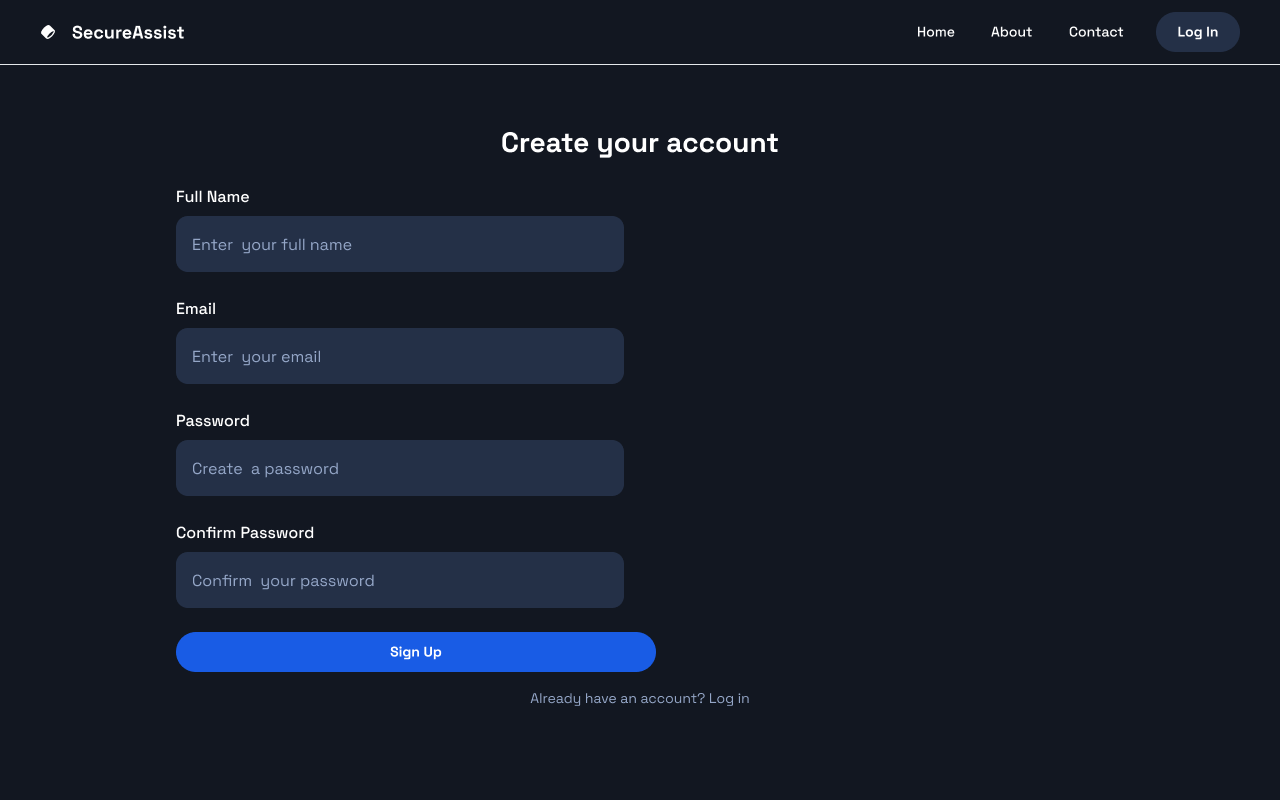 SecureAssist
Home
About
Contact
Log In
Create your account
Full Name
Enter your full name
Email
Enter your email
Password
Create a password
Confirm Password
Confirm your password
Sign Up
Already have an account? Log in